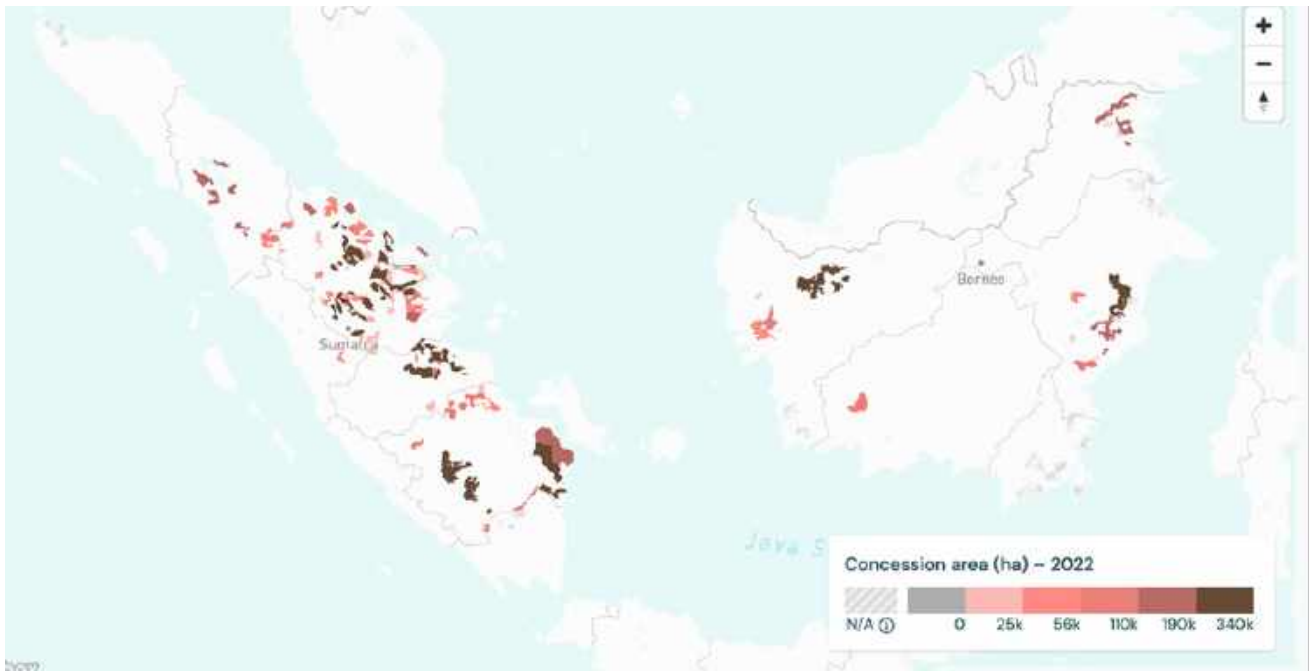 +
−
Borneo
Sumatra
Java S
Concession area (ha) – 2022
N/A ⓘ 0 25k 56k 110k 190k 340k